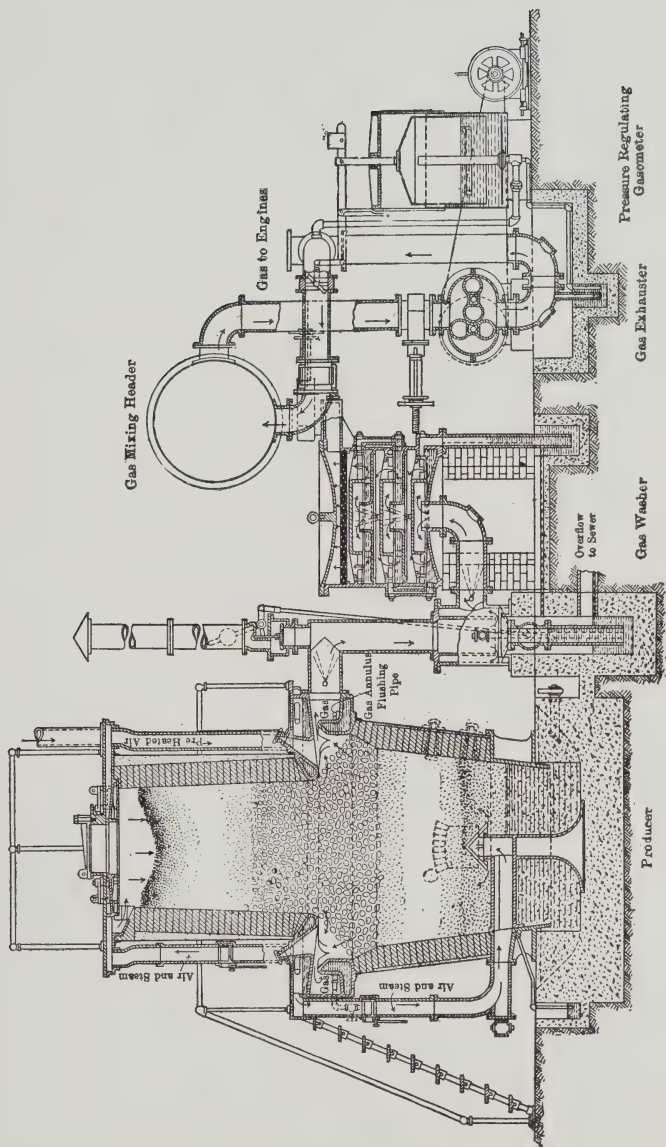 Gas Mixing Header
Gas to Engines
Pre Heated Air
Air and Steam
Gas
Gas
Gas Annulus
Flushing
Pipe
Air and Steam
Overflow
to Sewer
Producer
Gas Washer
Gas Exhauster
Pressure Regulating
Gasometer